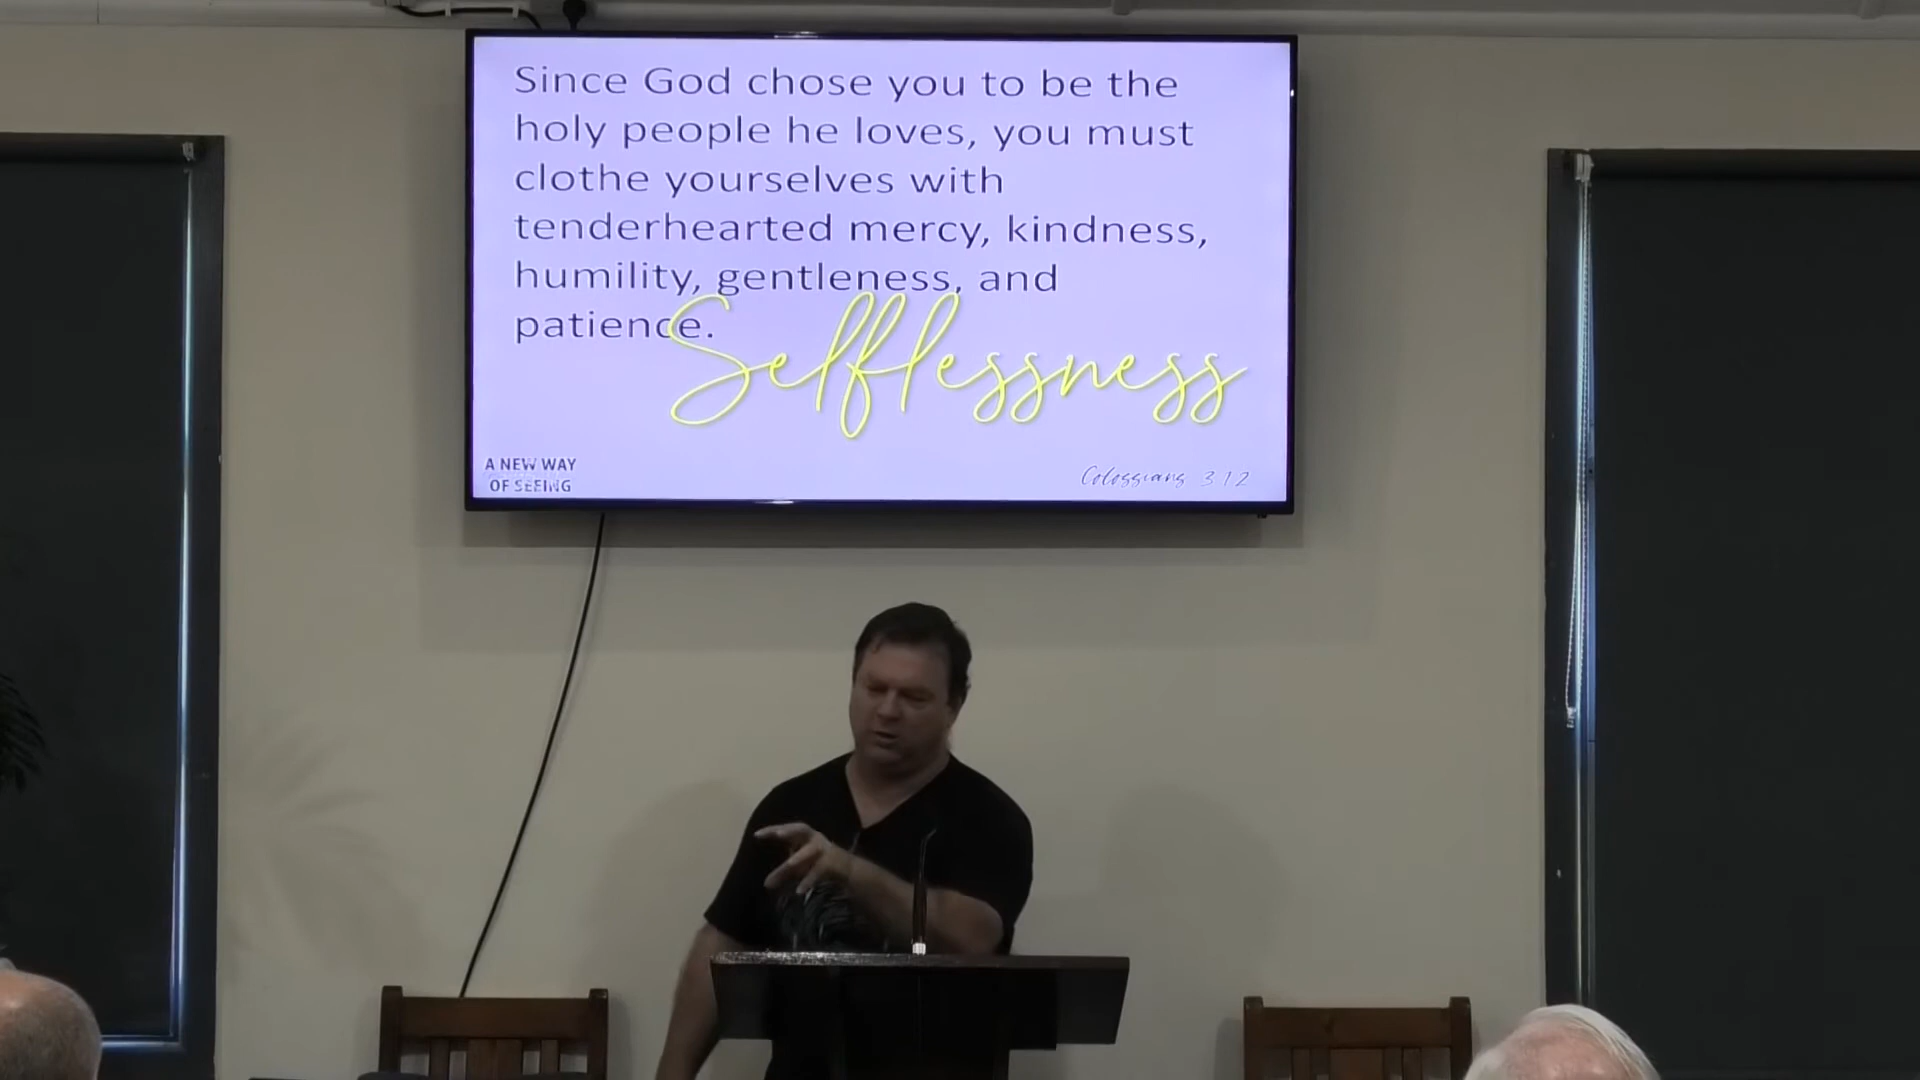 Since God chose you to be the
holy people he loves, you must
clothe yourselves with
tenderhearted mercy, kindness,
humility, gentleness, and
patience.
Selflessness
A NEW WAY
OF SEEING
Colossians 3 12